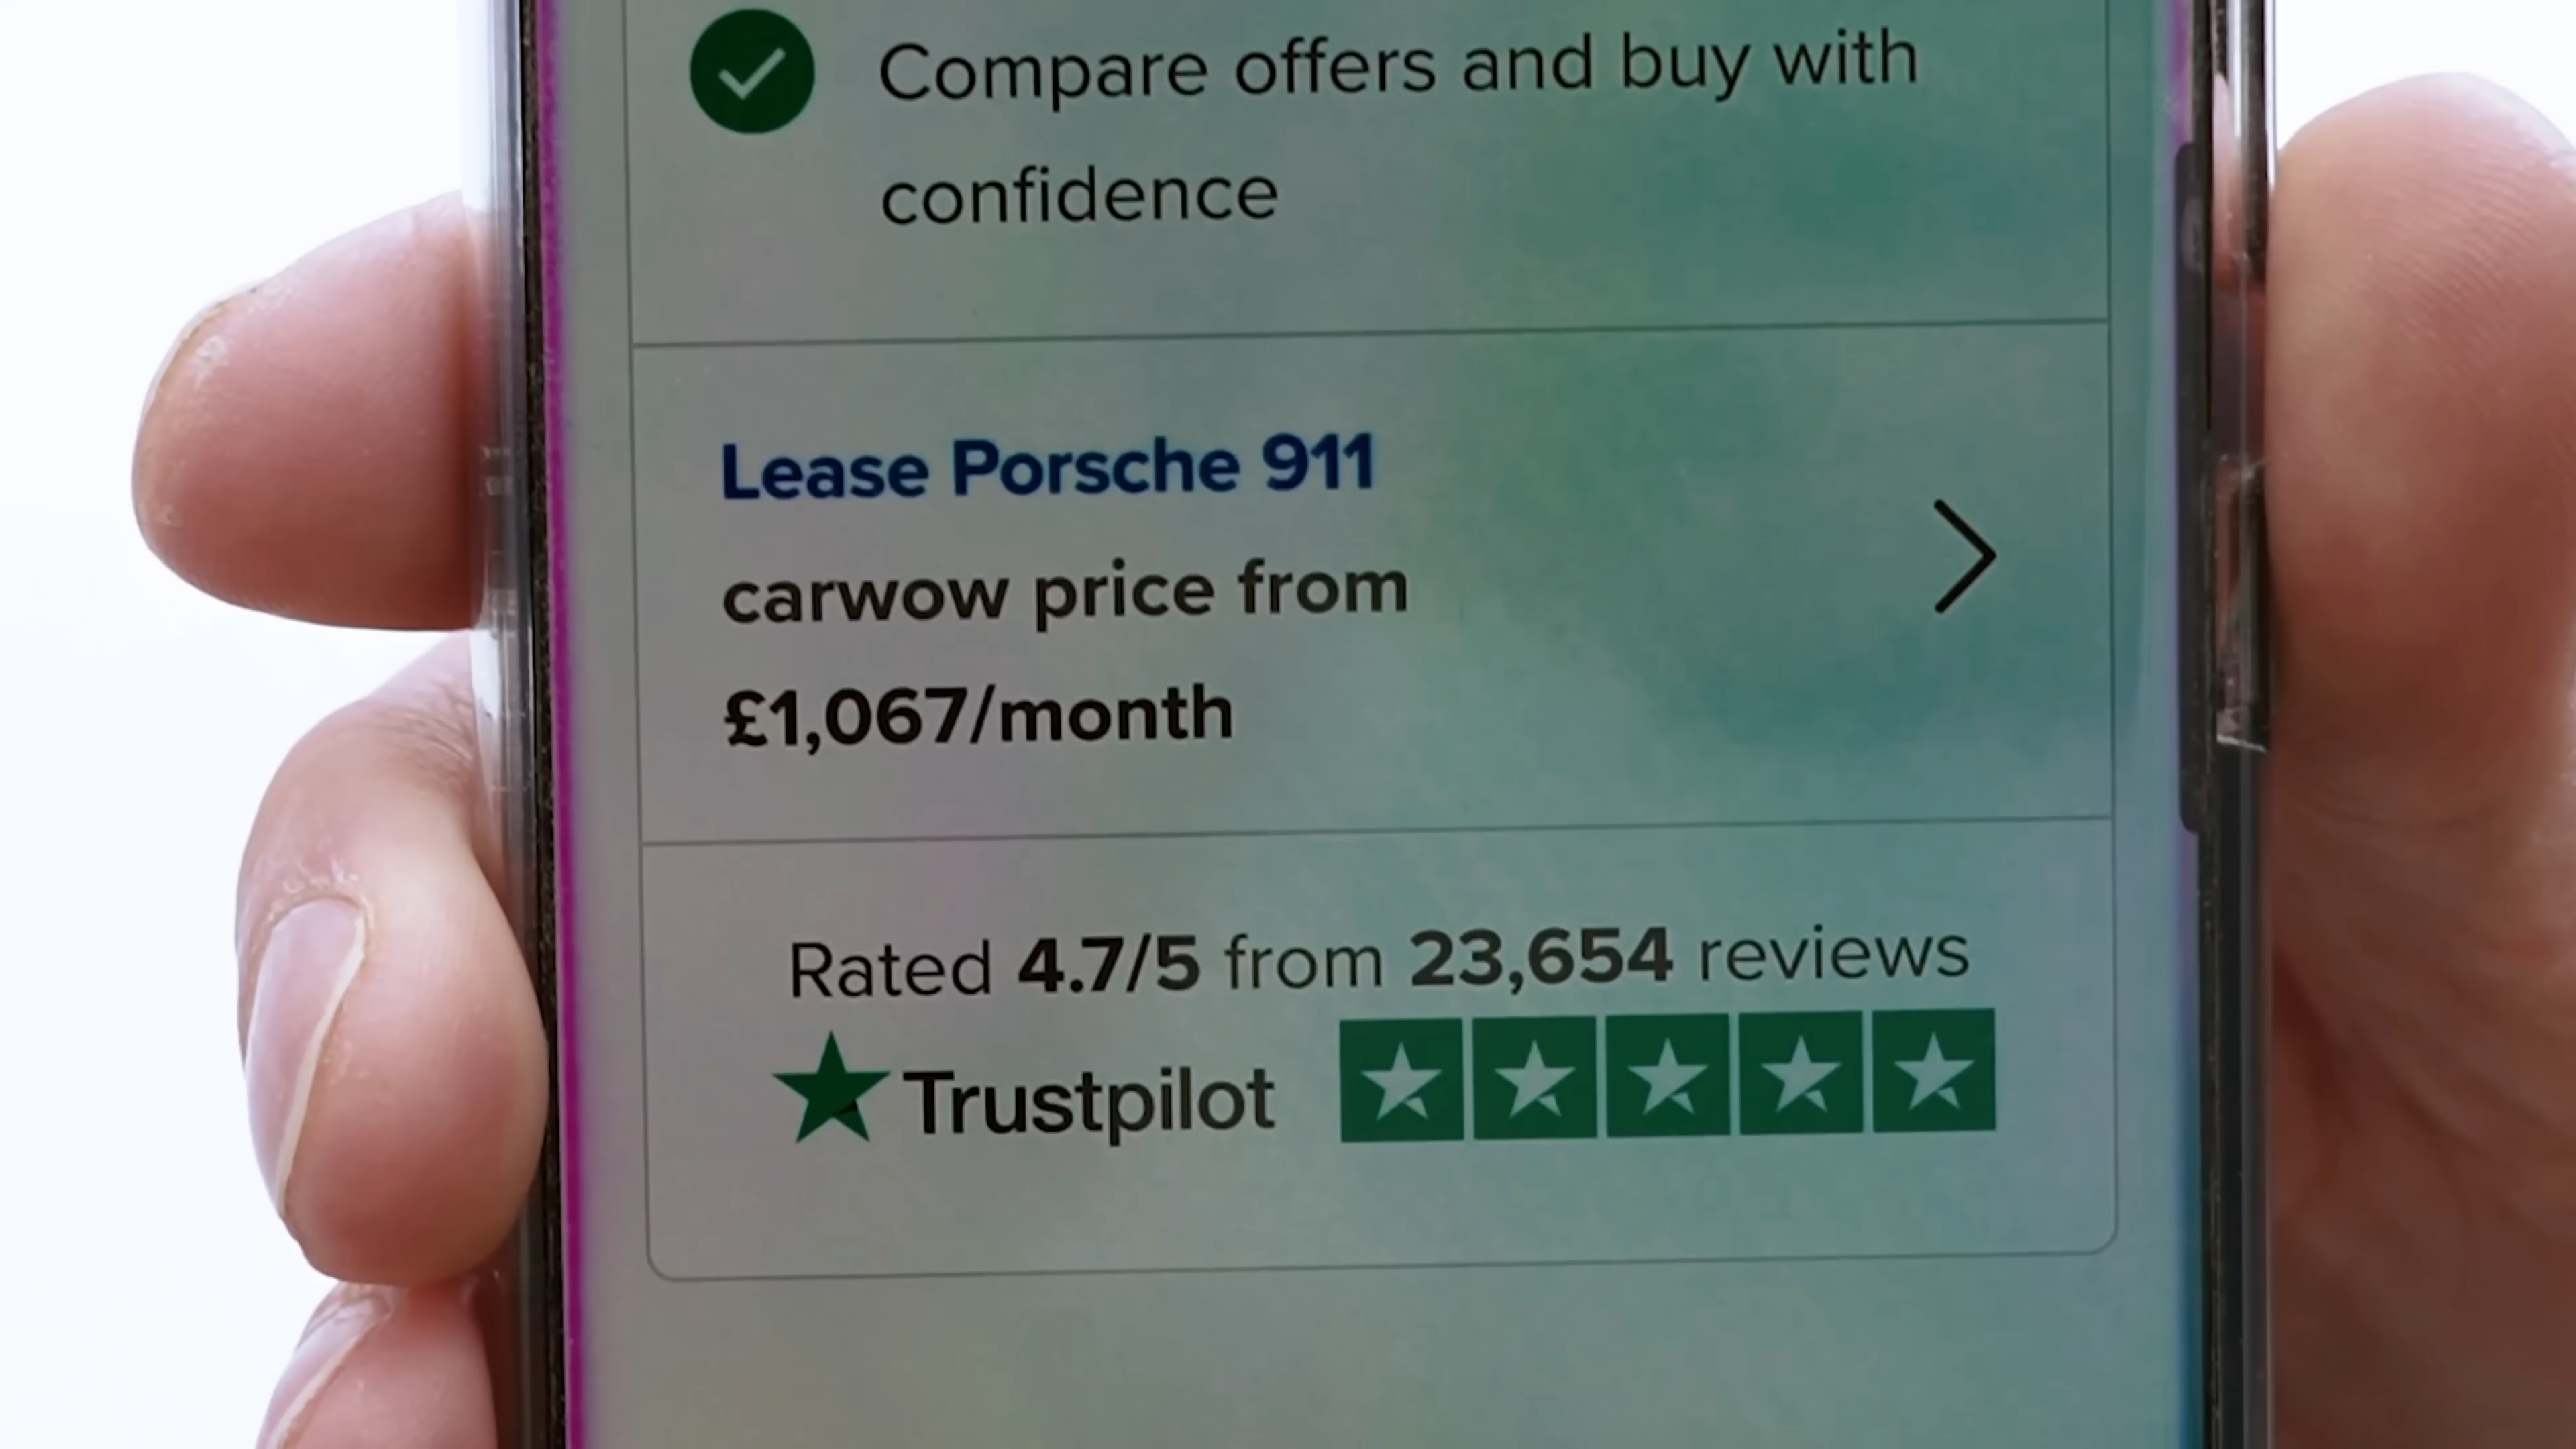 Compare offers and buy with
confidence
Lease Porsche 911
carwow price from
£1,067/month
Rated 4.7/5 from 23,654 reviews
Trustpilot